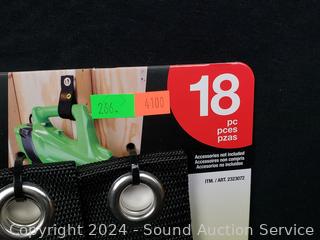 286.
4100
18
pc
pces
pzas
Accessories not included
Accessoires non compris
Accesorios no incluidos
ITM. / ART. 2323072
Copyright 2024 - Sound Auction Service